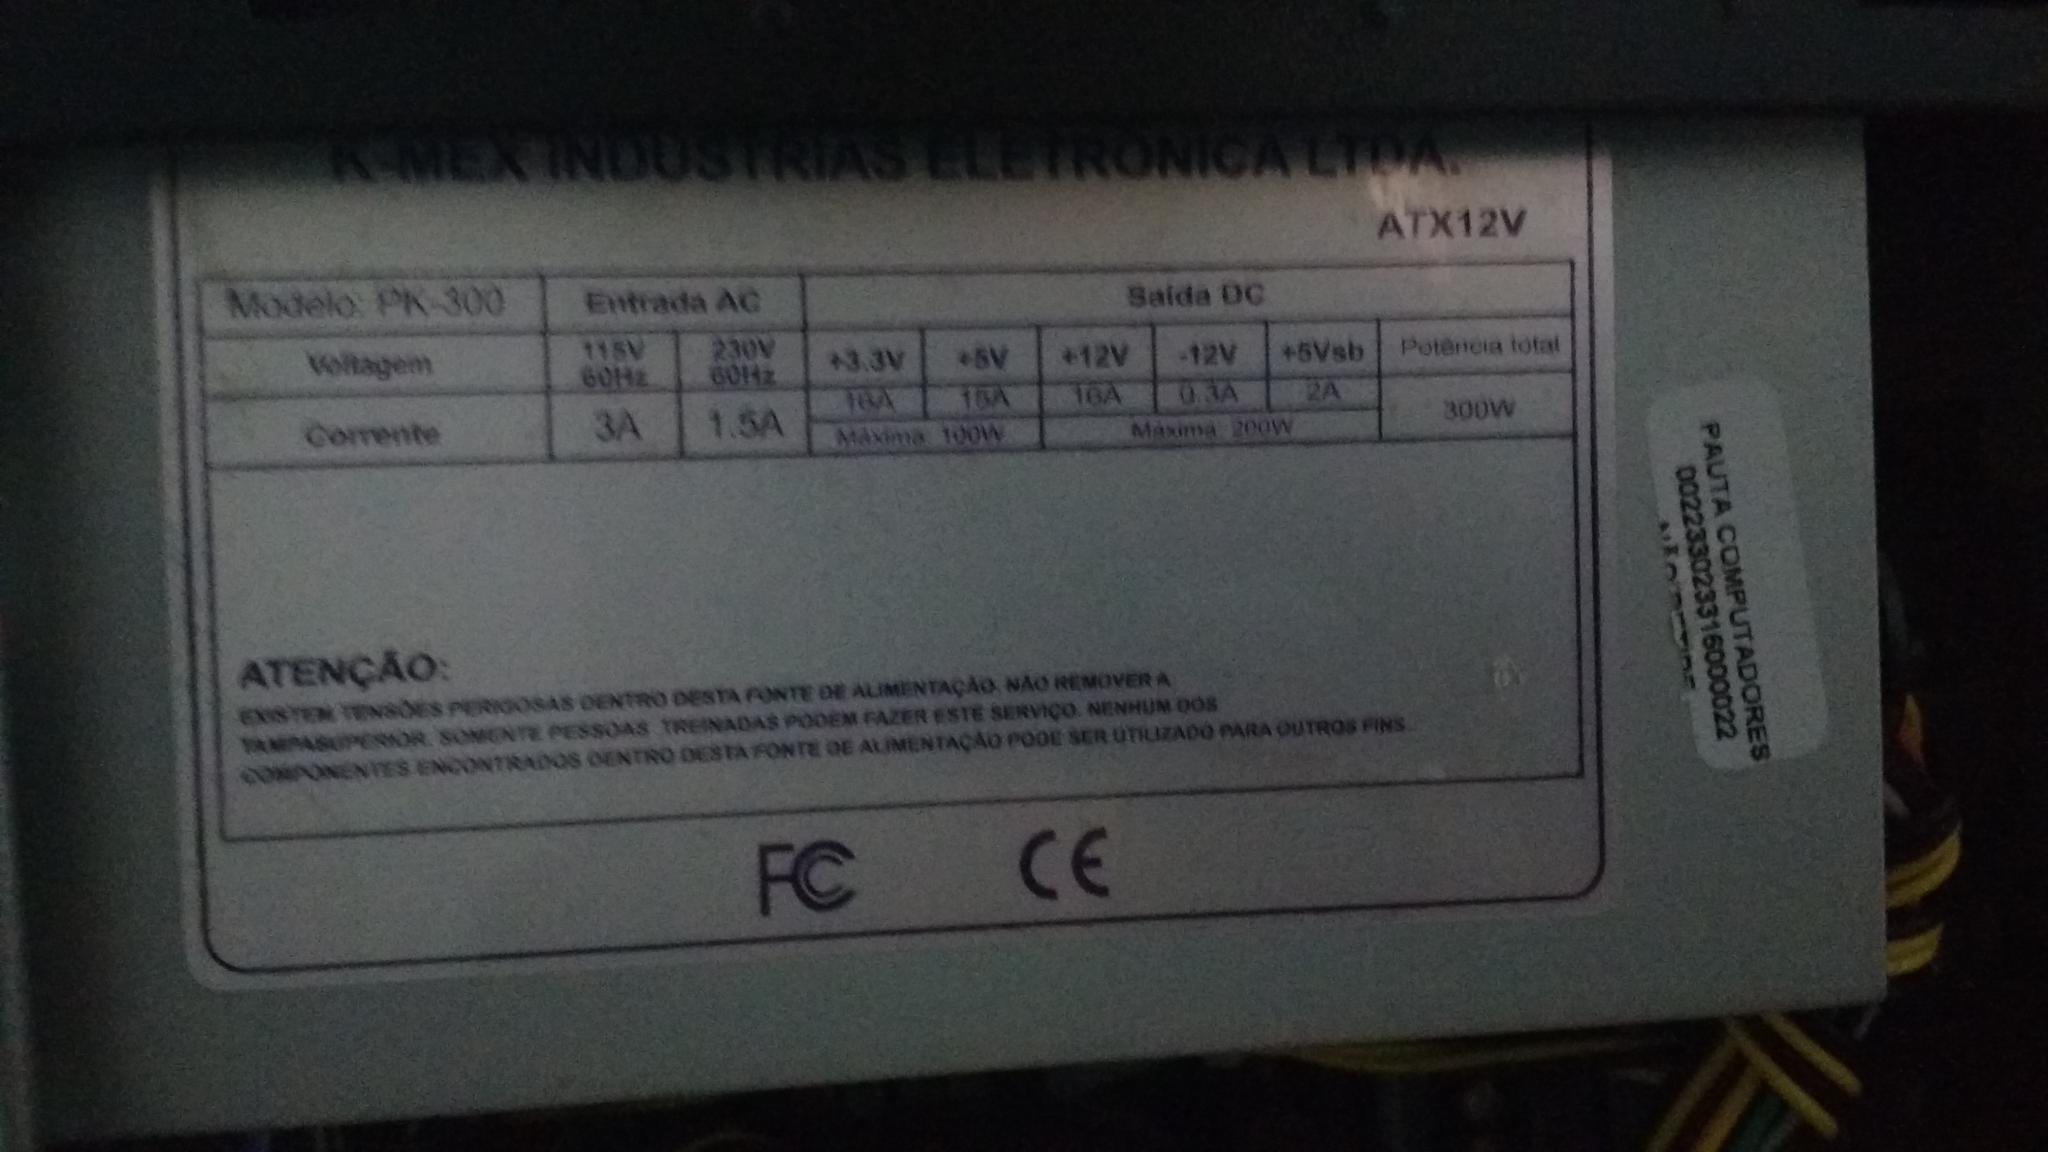 K-MEX INDUSTRIAS ELETRONICA LTDA.
ATX12V
Modelo: PK-300 Entrada AC Saída DC
Voltagem 115V 60Hz 230V 60Hz +3.3V +5V +12V -12V +5Vsb Potência total
Corrente 3A 1.5A 16A 0.3A 2A 300W
Máxima 100W Máxima 200W
ATENÇÃO:
EXISTEM TENSÕES PERIGOSAS DENTRO DESTA FONTE DE ALIMENTAÇÃO. NÃO REMOVER A
TAMPASUPERIOR. SOMENTE PESSOAS TREINADAS PODEM FAZER ESTE SERVIÇO. NENHUM DOS
COMPONENTES ENCONTRADOS DENTRO DESTA FONTE DE ALIMENTAÇÃO PODE SER UTILIZADO PARA OUTROS FINS.
FC CE
PAUTA COMPUTADORES